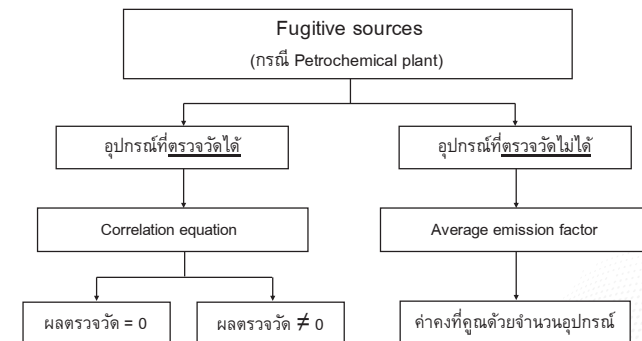 Fugitive sources
(กรณี Petrochemical plant)
อุปกรณ์ที่ตรวจวัดได้
อุปกรณ์ที่ตรวจวัดไม่ได้
Correlation equation
Average emission factor
ผลตรวจวัด = 0
ผลตรวจวัด ≠ 0
ค่าคงที่คูณด้วยจำนวนอุปกรณ์